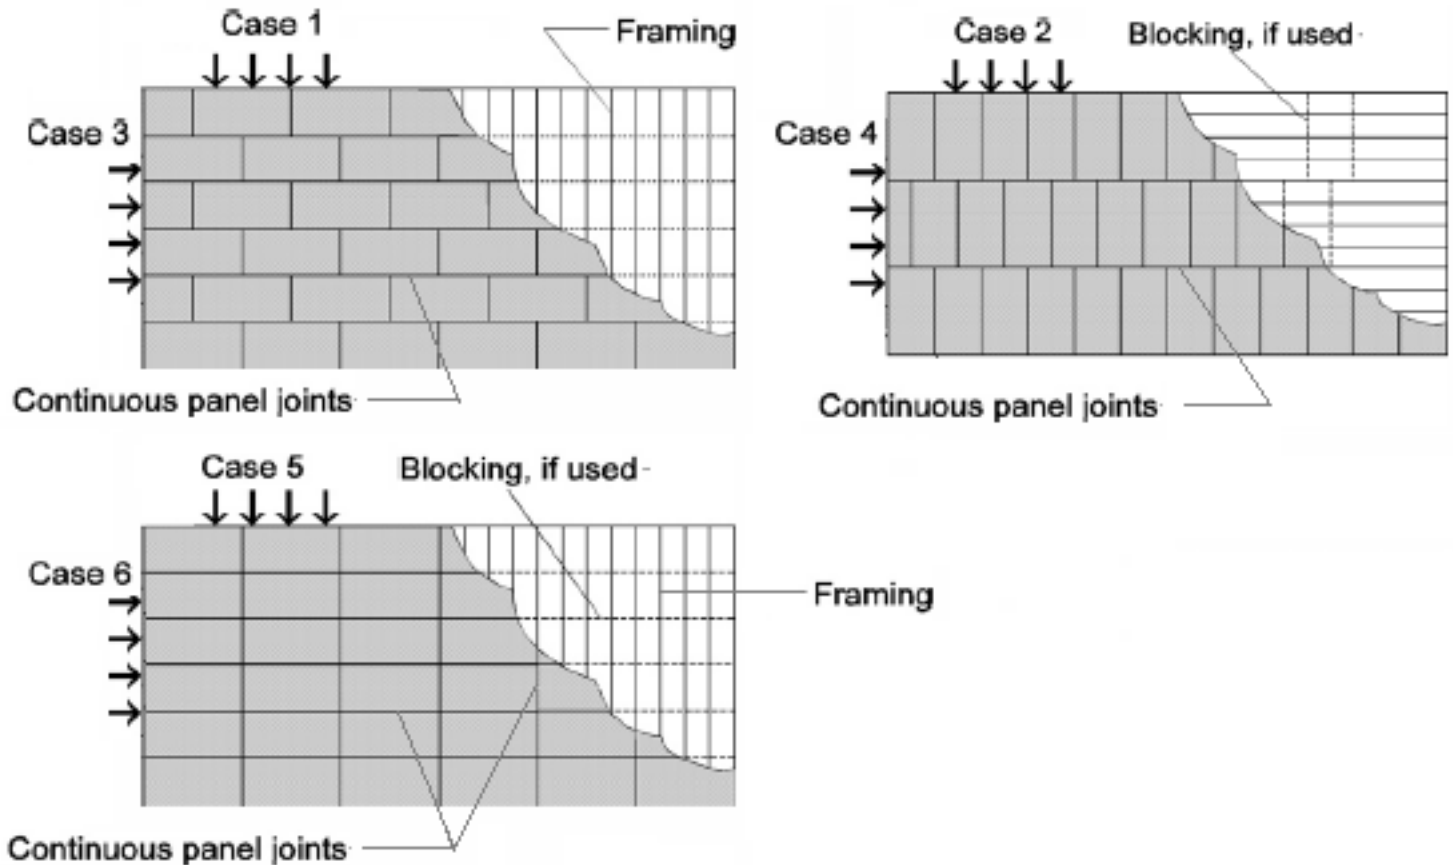 Case 1
Framing
Case 3
Continuous panel joints
Case 2
Blocking, if used
Case 4
Continuous panel joints
Case 5
Blocking, if used
Case 6
Framing
Continuous panel joints